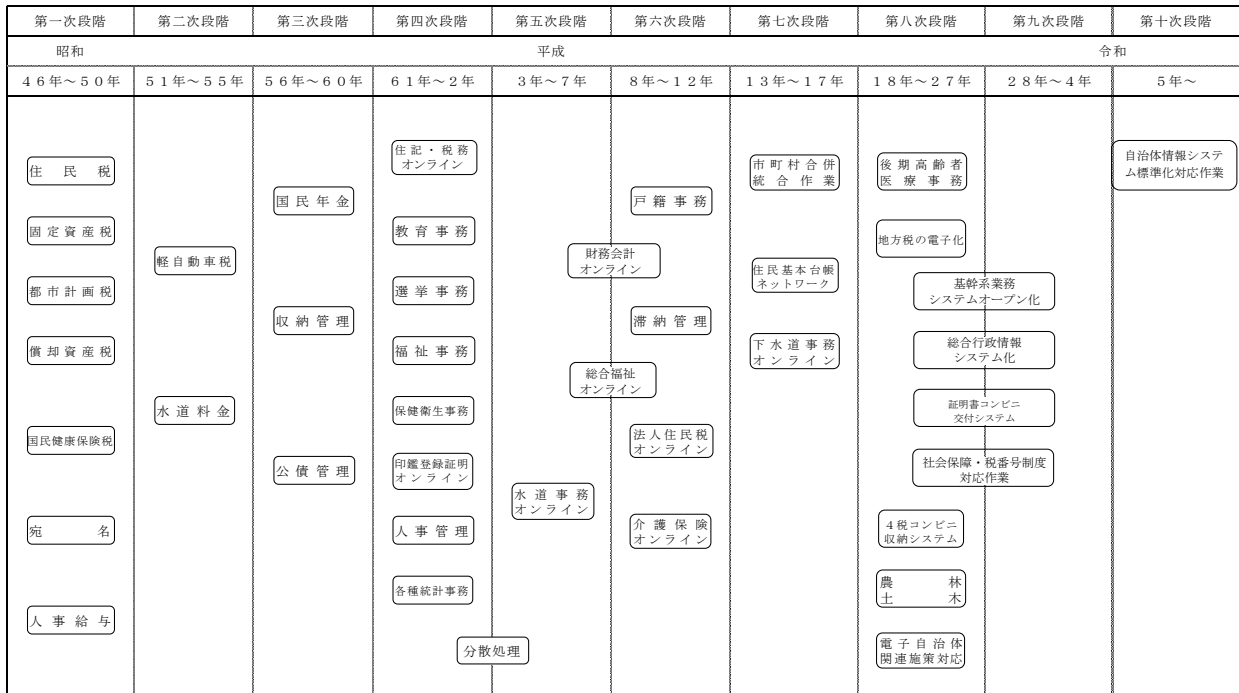 第一次段階 第二次段階 第三次段階 第四次段階 第五次段階 第六次段階 第七次段階 第八次段階 第九次段階 第十次段階
昭和 平成 令和
４６年～５０年 ５１年～５５年 ５６年～６０年 ６１年～２年 ３年～７年 ８年～１２年 １３年～１７年 １８年～２７年 ２８年～４年 ５年～
住民税
固定資産税
都市計画税
償却資産税
国民健康保険税
宛名
人事給与
軽自動車税
水道料金
国民年金
収納管理
公債管理
住記・税務
オンライン
教育事務
選挙事務
福祉事務
保健衛生事務
印鑑登録証明
オンライン
人事管理
各種統計事務
分散処理
水道事務
オンライン
財務会計
オンライン
総合福祉
オンライン
戸籍事務
滞納管理
法人住民税
オンライン
介護保険
オンライン
市町村合併
統合作業
住民基本台帳
ネットワーク
下水道事務
オンライン
後期高齢者
医療事務
地方税の電子化
基幹系業務
システムオープン化
総合行政情報
システム化
証明書コンビニ
交付システム
社会保障・税番号制度
対応作業
４税コンビニ
収納システム
農林
土木
電子自治体
関連施策対応
自治体情報システ
ム標準化対応作業